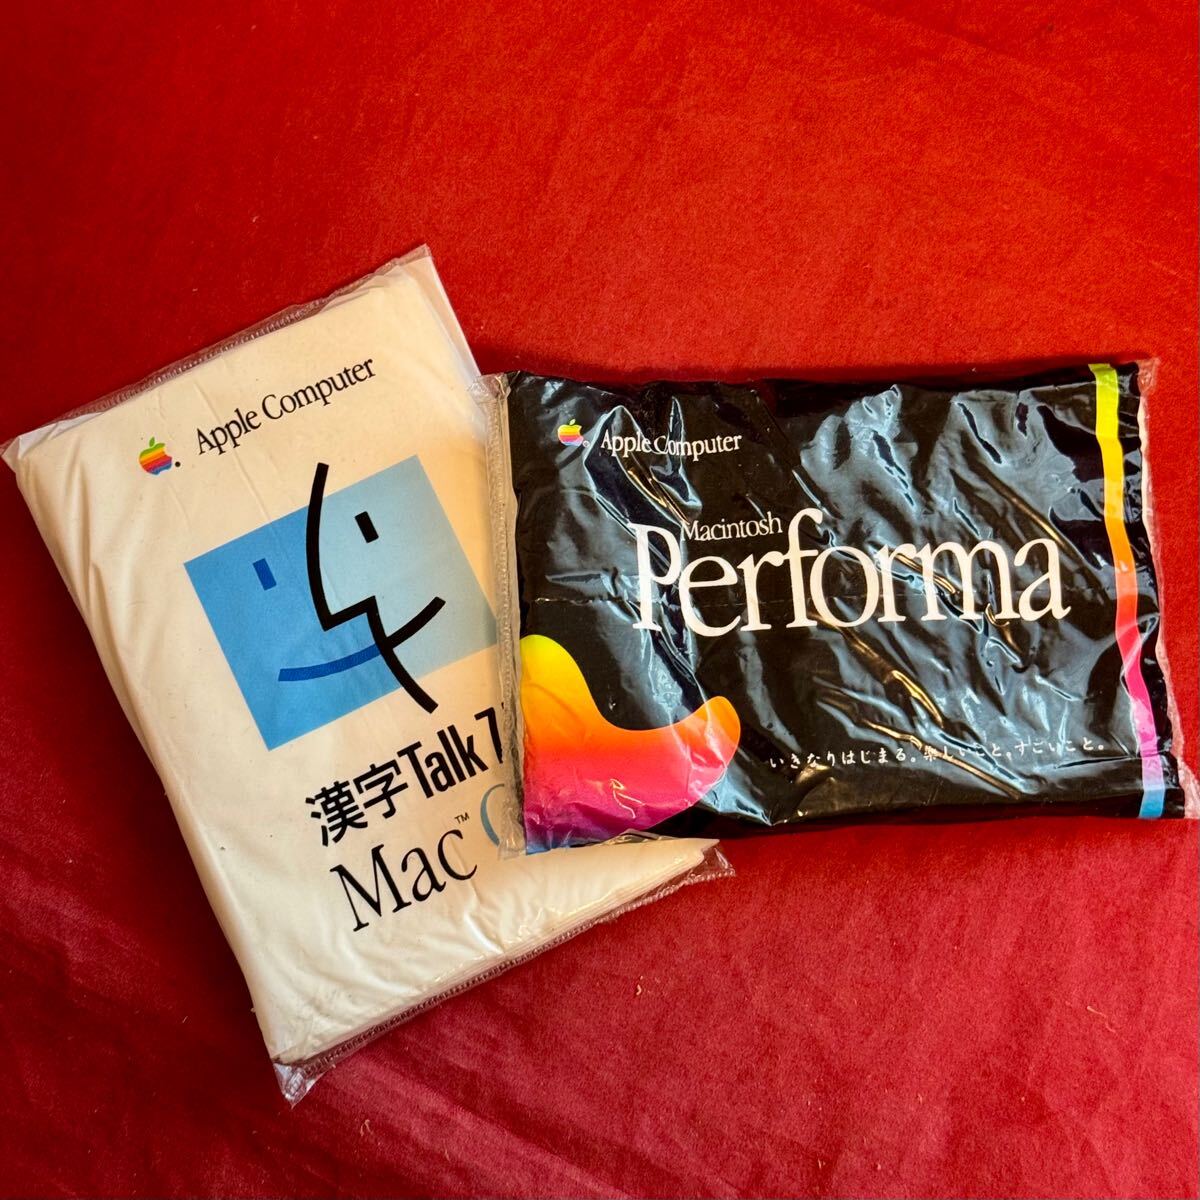 Apple Computer
漢字Talk 7
Mac™
Apple Computer
Macintosh
Performa
いきなりはじまる。楽しいこと。すごいこと。